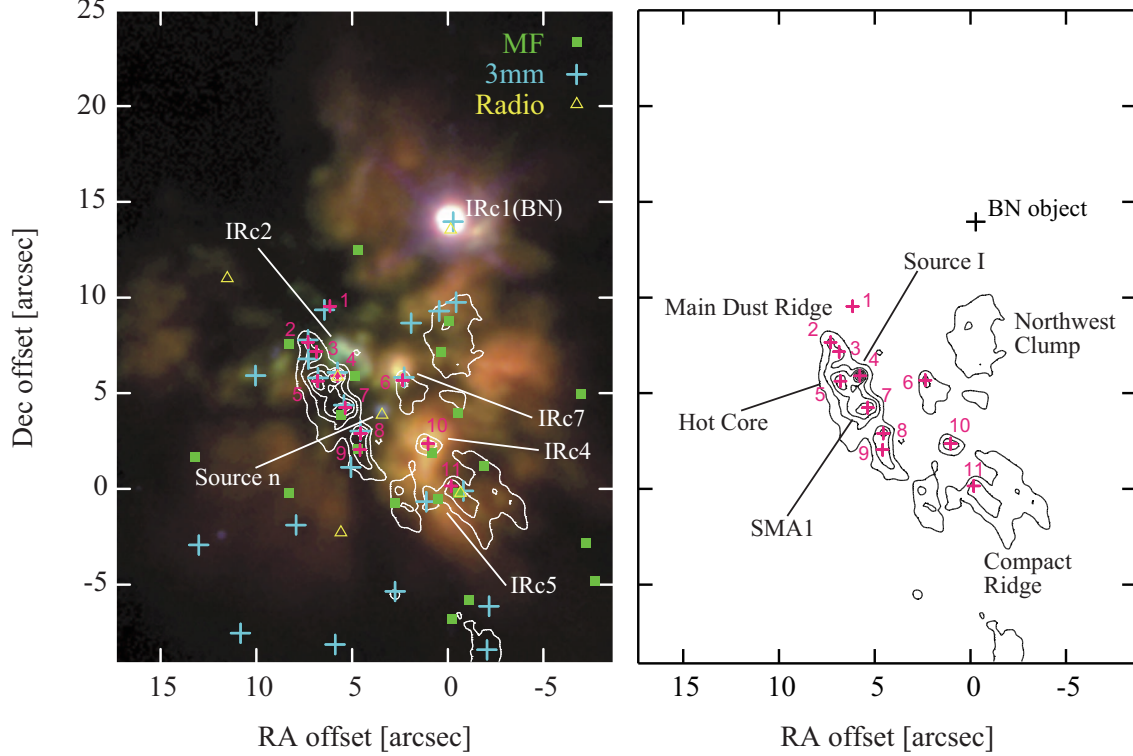 25
20
15
10
5
0
-5
Dec offset [arcsec]
MF
3mm
Radio
IRc1(BN)
IRc2
1
2
3
4
5
6
7
8
9
10
11
IRc7
IRc4
Source n
IRc5
15
10
5
0
-5
RA offset [arcsec]
BN object
Source I
Main Dust Ridge
1
Northwest
Clump
2
3
4
5
6
7
Hot Core
8
9
10
11
SMA1
Compact
Ridge
15
10
5
0
-5
RA offset [arcsec]